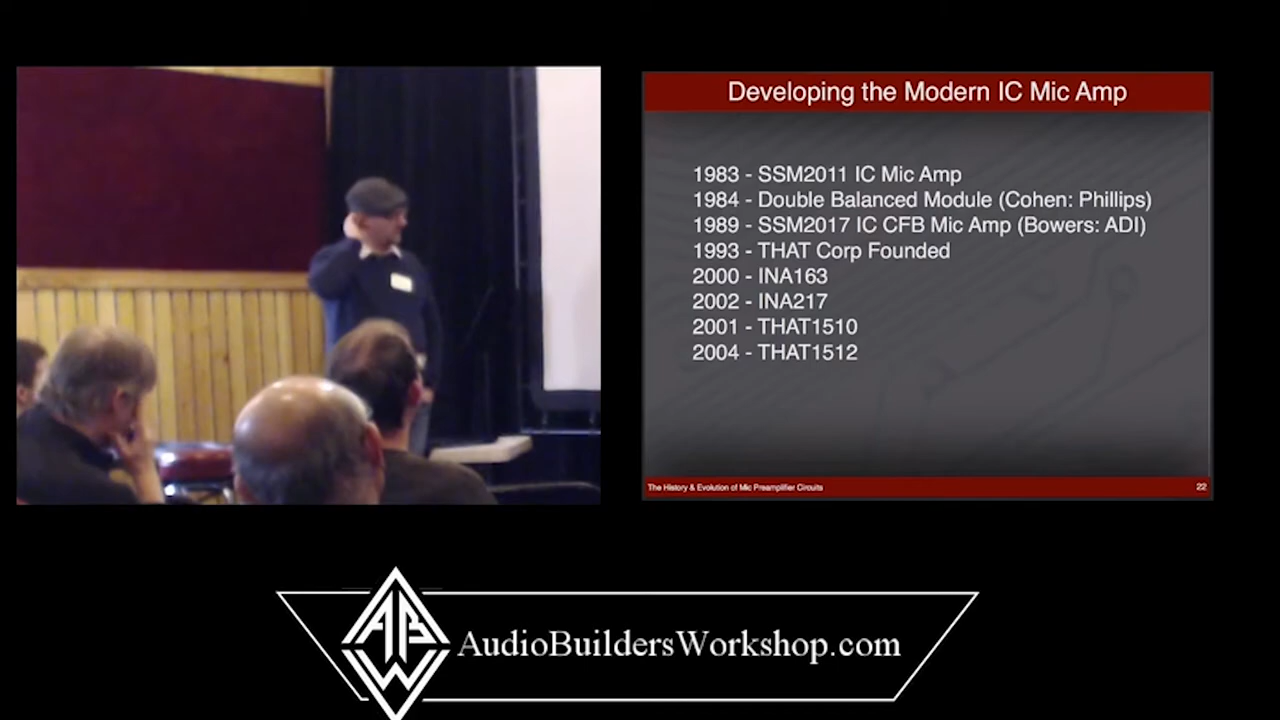 Developing the Modern IC Mic Amp
1983 - SSM2011 IC Mic Amp
1984 - Double Balanced Module (Cohen: Phillips)
1989 - SSM2017 IC CFB Mic Amp (Bowers: ADI)
1993 - THAT Corp Founded
2000 - INA163
2002 - INA217
2001 - THAT1510
2004 - THAT1512
The History & Evolution of Mic Preamplifier Circuits
22
ABW
AudioBuildersWorkshop.com